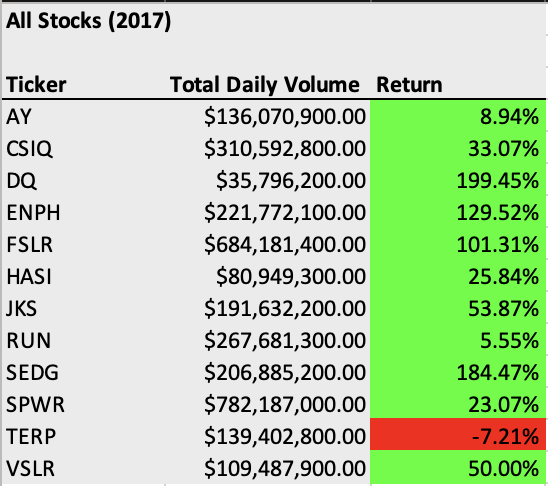 All Stocks (2017)
Ticker Total Daily Volume Return
AY $136,070,900.00 8.94%
CSIQ $310,592,800.00 33.07%
DQ $35,796,200.00 199.45%
ENPH $221,772,100.00 129.52%
FSLR $684,181,400.00 101.31%
HASI $80,949,300.00 25.84%
JKS $191,632,200.00 53.87%
RUN $267,681,300.00 5.55%
SEDG $206,885,200.00 184.47%
SPWR $782,187,000.00 23.07%
TERP $139,402,800.00 -7.21%
VSLR $109,487,900.00 50.00%